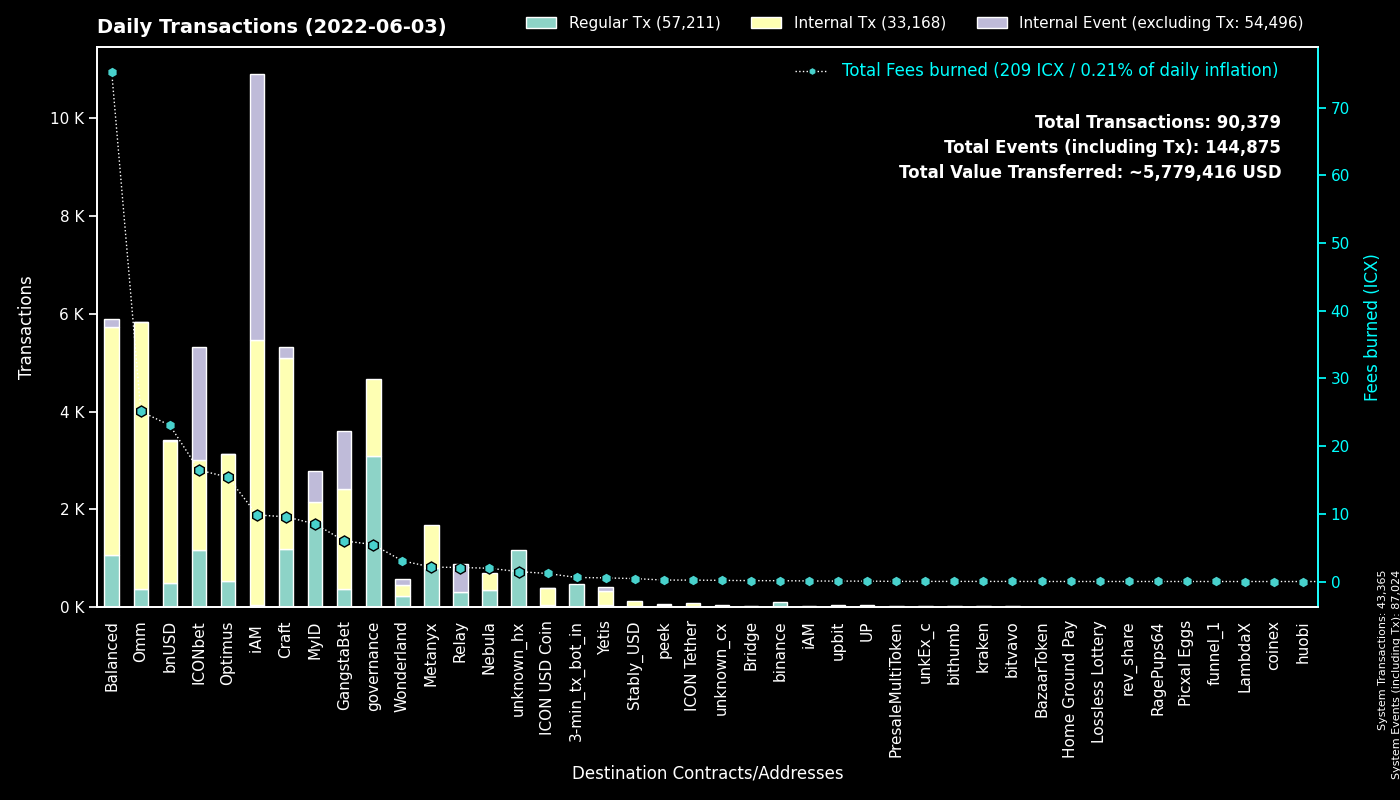 Daily Transactions (2022-06-03)
Regular Tx (57,211)
Internal Tx (33,168)
Internal Event (excluding Tx: 54,496)
Total Fees burned (209 ICX / 0.21% of daily inflation)
Total Transactions: 90,379
Total Events (including Tx): 144,875
Total Value Transferred: ~5,779,416 USD
Transactions
10 K
8 K
6 K
4 K
2 K
0 K
70
60
50
40
30
20
10
0
Fees burned (ICX)
Balanced
Omm
bnUSD
ICONbet
Optimus
iAM
Craft
MyID
GangstaBet
governance
Wonderland
Metanyx
Relay
Nebula
unknown_hx
ICON USD Coin
3-min_tx_bot_in
Yetis
Stably_USD
peek
ICON Tether
unknown_cx
Bridge
binance
iAM
upbit
UP
PresaleMultiToken
unkEx_c
bithumb
kraken
bitvavo
BazaarToken
Home Ground Pay
Lossless Lottery
rev_share
RagePups64
Picxal Eggs
funnel_1
LambdaX
coinex
huobi
Destination Contracts/Addresses
System Transactions: 43,365
System Events (including Tx): 87,024